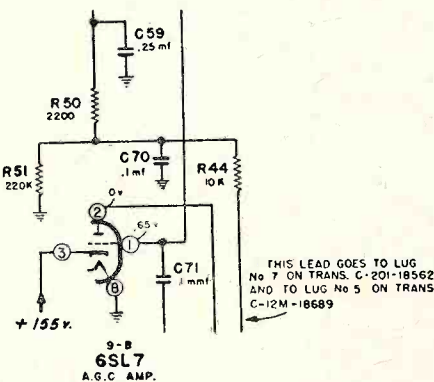 C59
.25 mf
R50
2200
R51
220K
C70
.1 mf
R44
10K
0v
2
.65 v.
3
1
C71
.1 mmf
8
+ 155 v.
THIS LEAD GOES TO LUG
No 7 ON TRANS. C-201-18562
AND TO LUG No 5 ON TRANS
C-12M-18689
9-B
6SL7
A.G.C AMP.